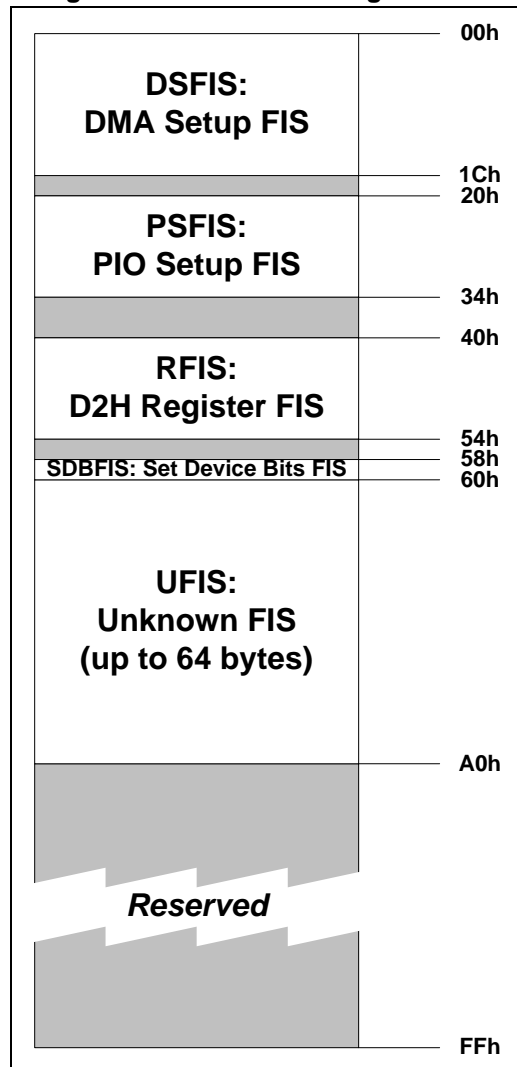 00h
DSFIS:
DMA Setup FIS
1Ch
20h
PSFIS:
PIO Setup FIS
34h
40h
RFIS:
D2H Register FIS
54h
58h
SDBFIS: Set Device Bits FIS
60h
UFIS:
Unknown FIS
(up to 64 bytes)
A0h
Reserved
FFh